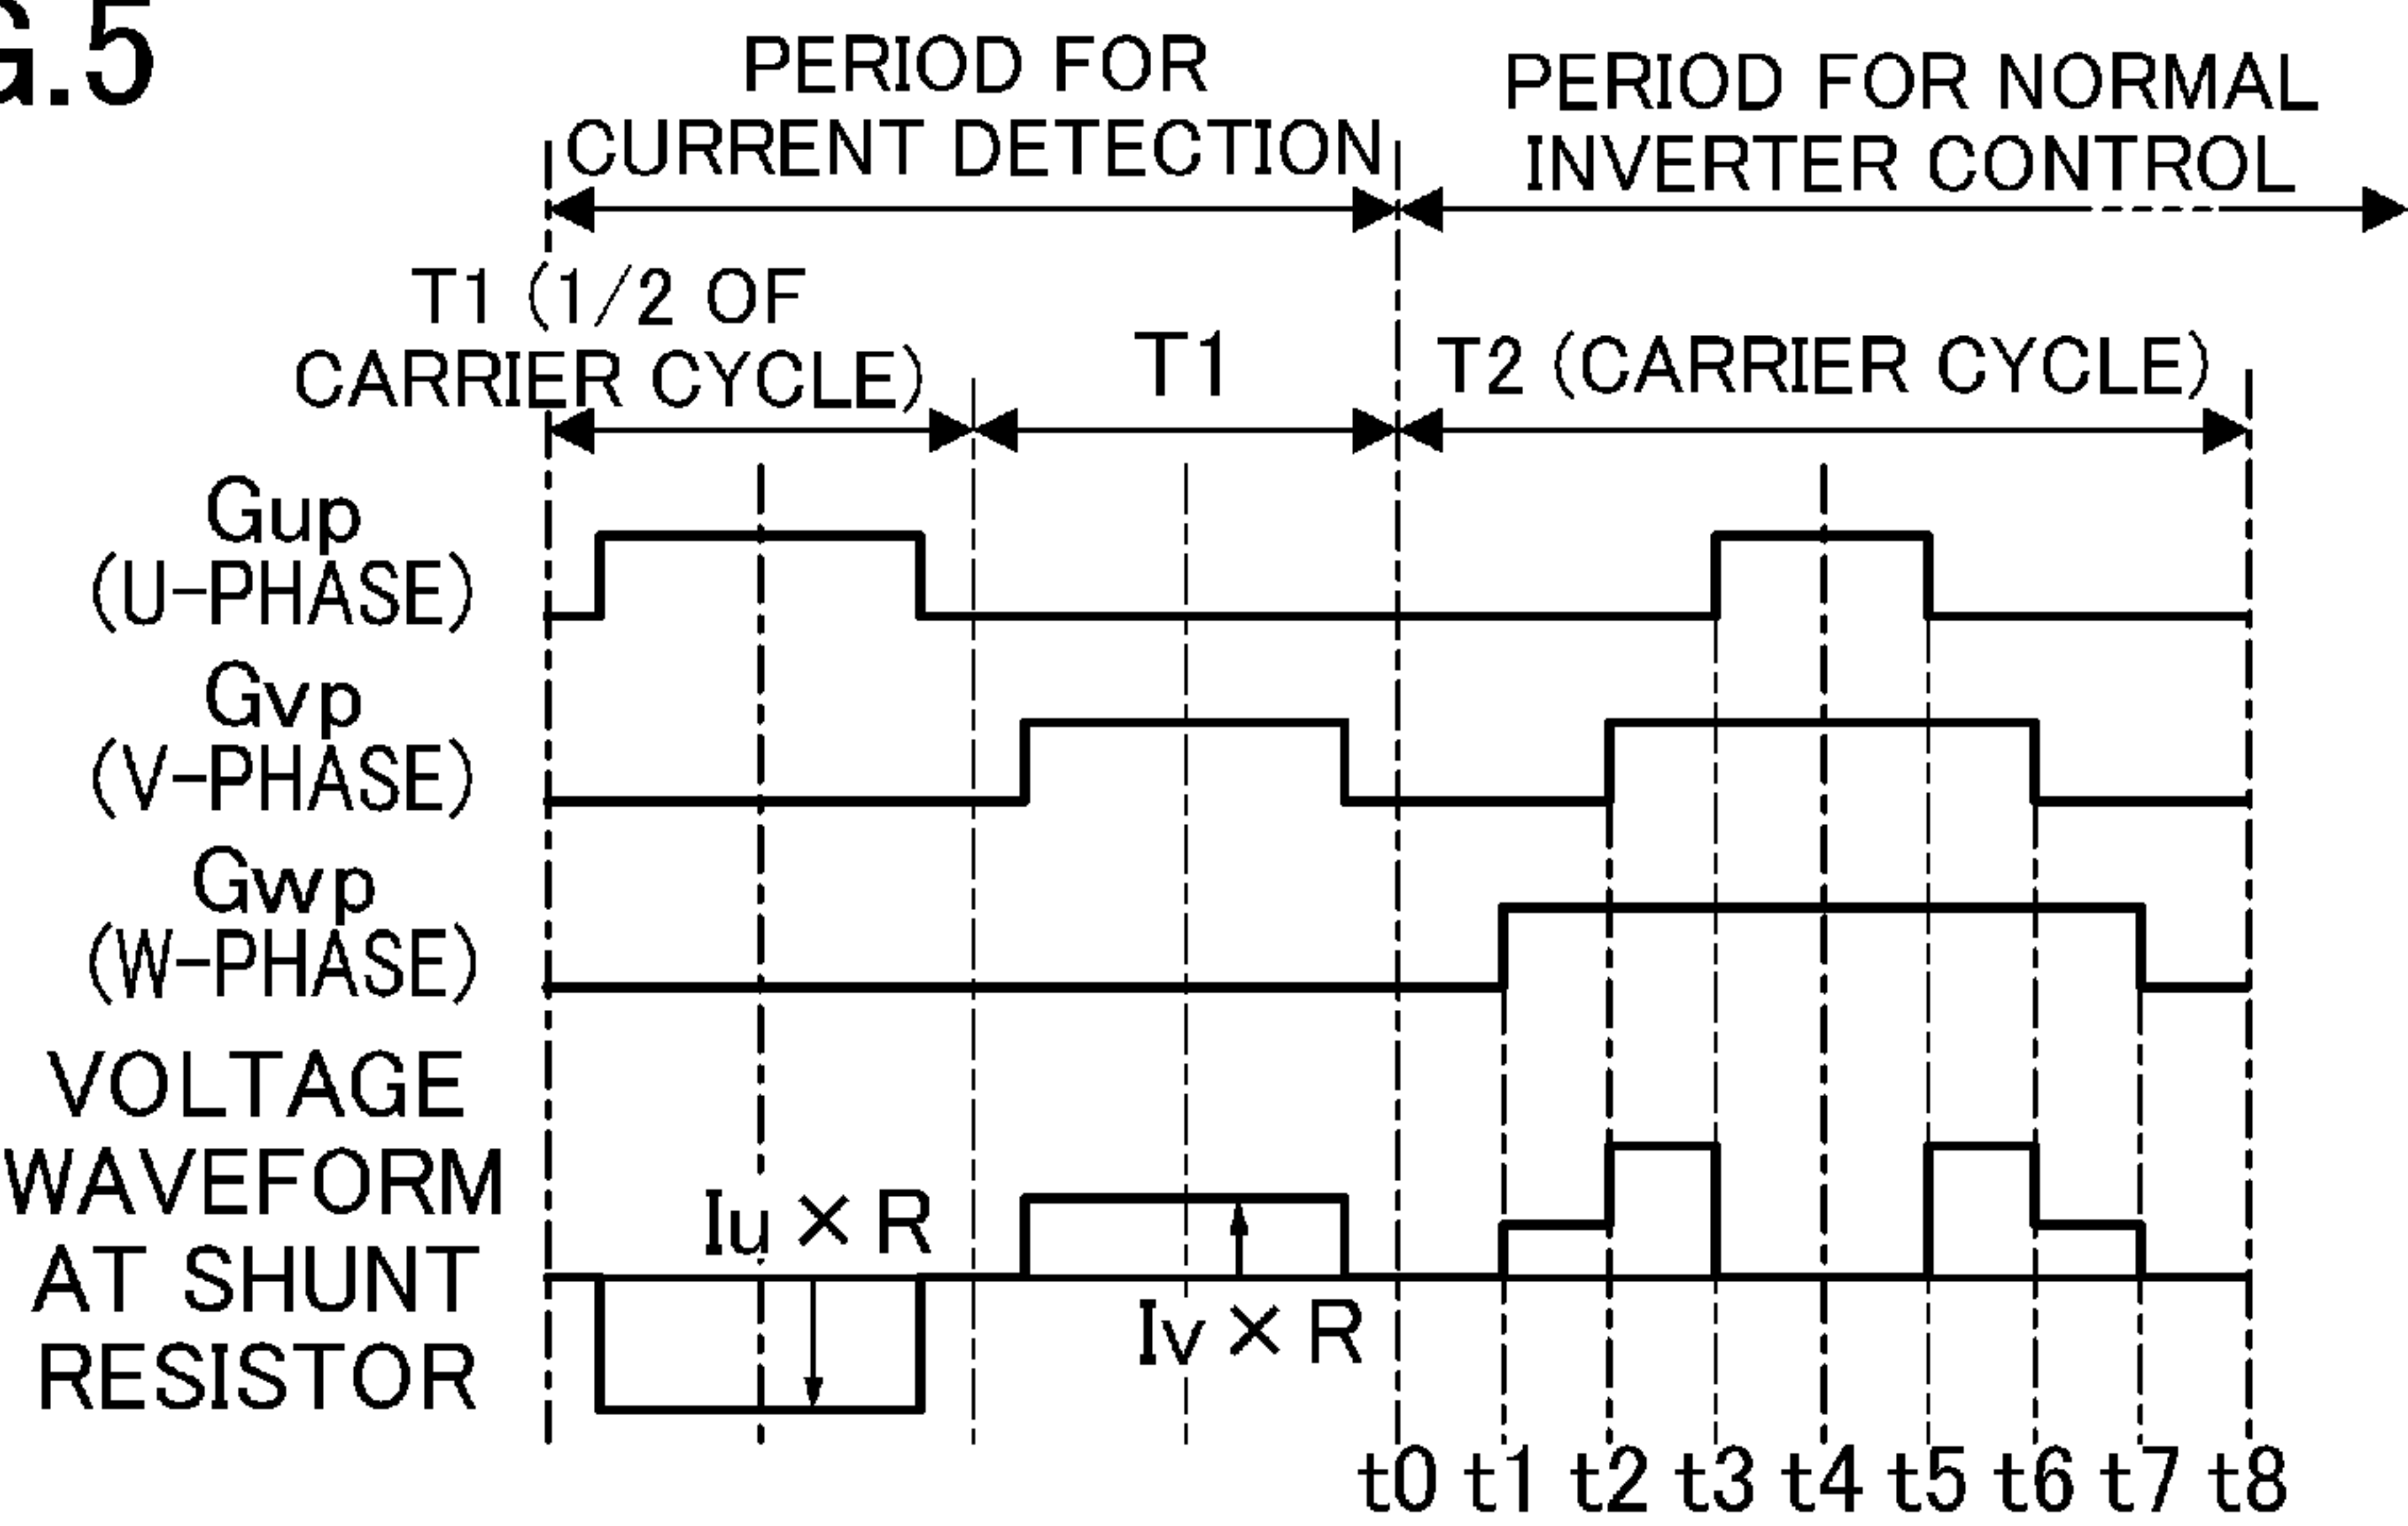 G.5
PERIOD FOR
CURRENT DETECTION
PERIOD FOR NORMAL
INVERTER CONTROL
T1 (1/2 OF
CARRIER CYCLE)
T1
T2 (CARRIER CYCLE)
Gup
(U-PHASE)
Gvp
(V-PHASE)
Gwp
(W-PHASE)
VOLTAGE
WAVEFORM
AT SHUNT
RESISTOR
Iu × R
Iv × R
t0 t1 t2 t3 t4 t5 t6 t7 t8